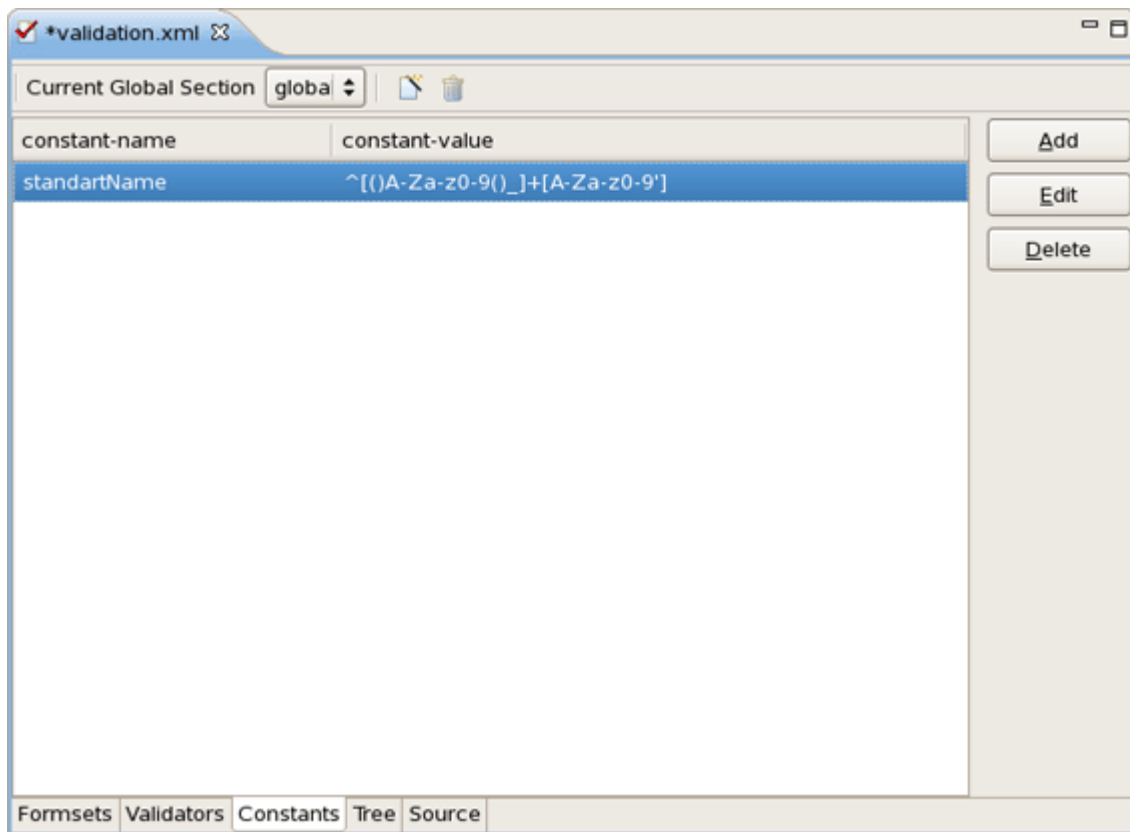 *validation.xml
Current Global Section globa
constant-name constant-value Add
standartName ^[()A-Za-z0-9()_]+[A-Za-z0-9'] Edit
Delete
Formsets Validators Constants Tree Source